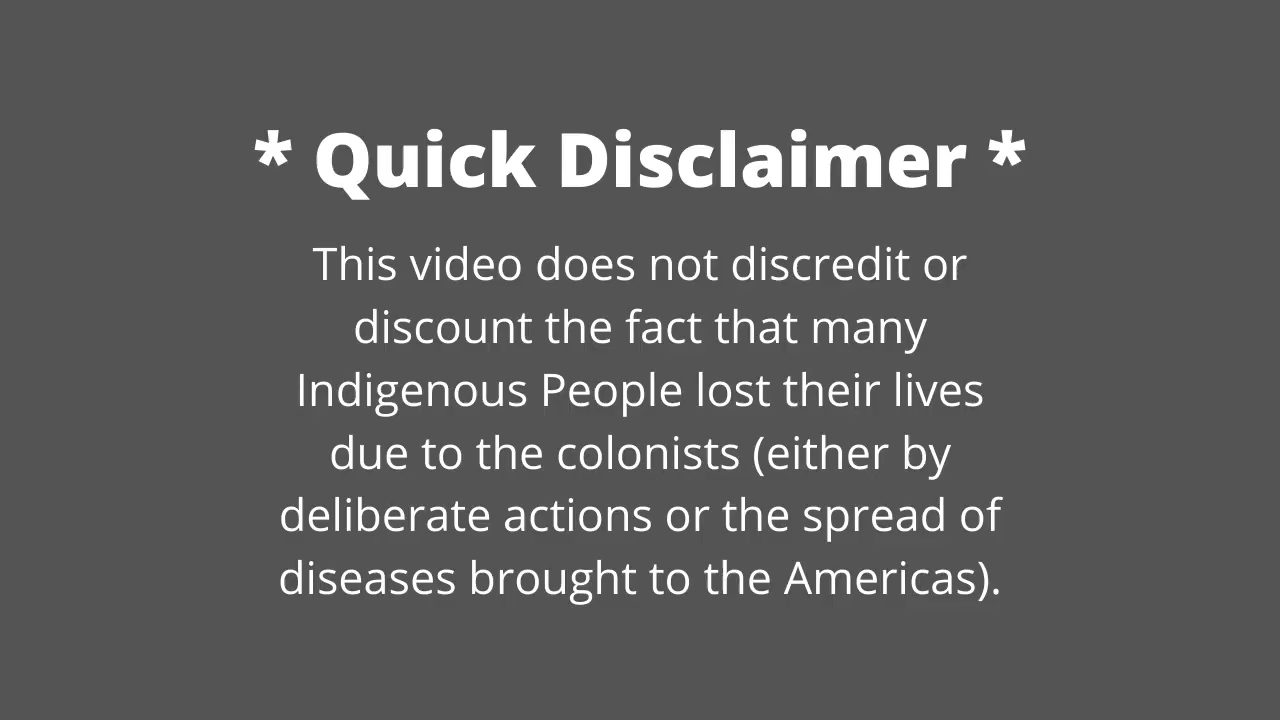 * Quick Disclaimer *
This video does not discredit or
discount the fact that many
Indigenous People lost their lives
due to the colonists (either by
deliberate actions or the spread of
diseases brought to the Americas).